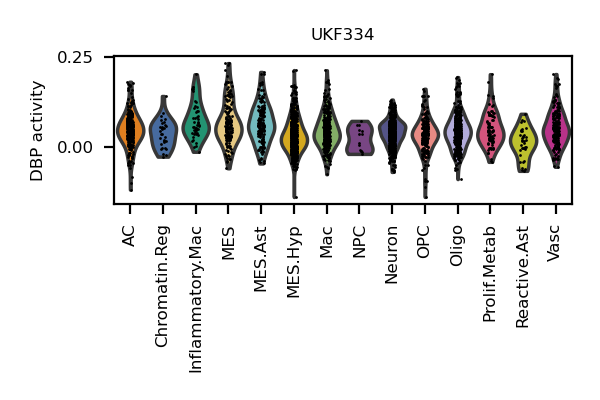 UKF334
DBP activity
0.25
0.00
AC
Chromatin.Reg
Inflammatory.Mac
MES
MES.Ast
MES.Hyp
Mac
NPC
Neuron
OPC
Oligo
Prolif.Metab
Reactive.Ast
Vasc